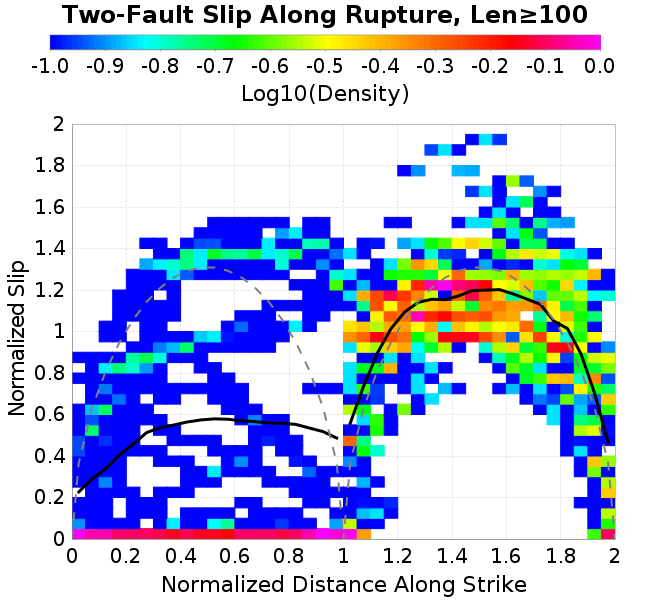 Two-Fault Slip Along Rupture, Len≥100
-1.0 -0.9 -0.8 -0.7 -0.6 -0.5 -0.4 -0.3 -0.2 -0.1 0.0
Log10(Density)
2
1.8
1.6
1.4
1.2
1
0.8
0.6
0.4
0.2
0
Normalized Slip
0 0.2 0.4 0.6 0.8 1 1.2 1.4 1.6 1.8 2
Normalized Distance Along Strike